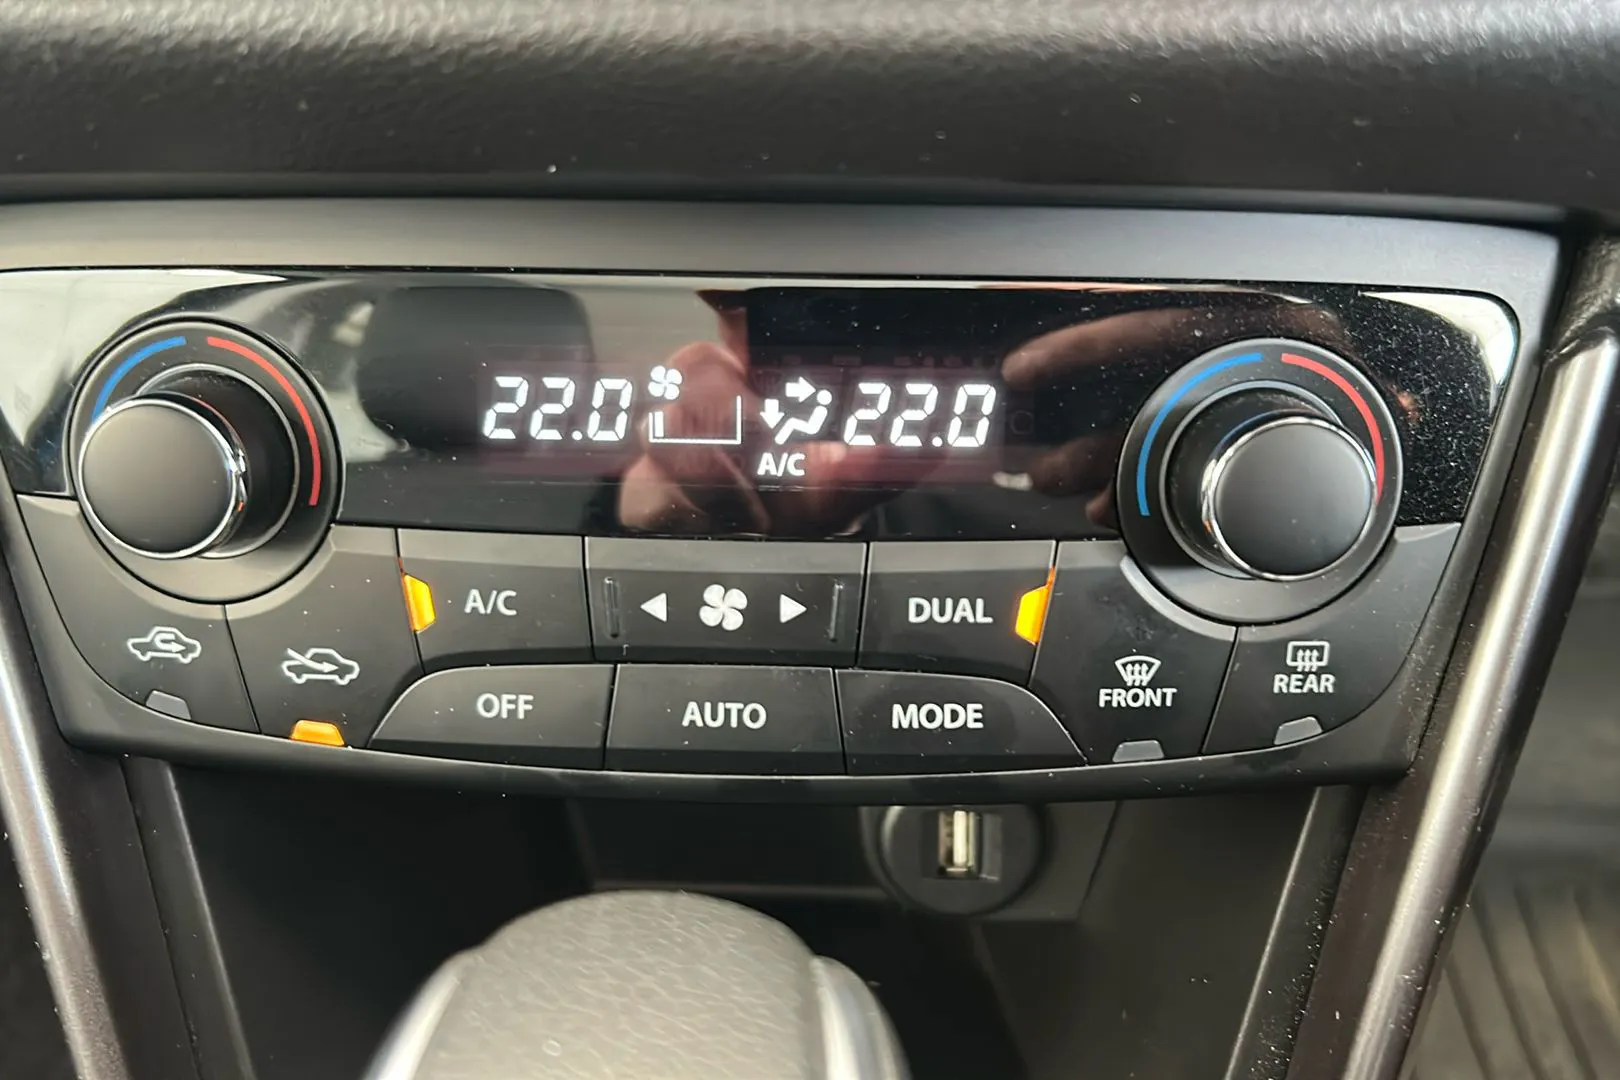 22.0 22.0
A/C
A/C
DUAL
OFF
AUTO
MODE
FRONT
REAR